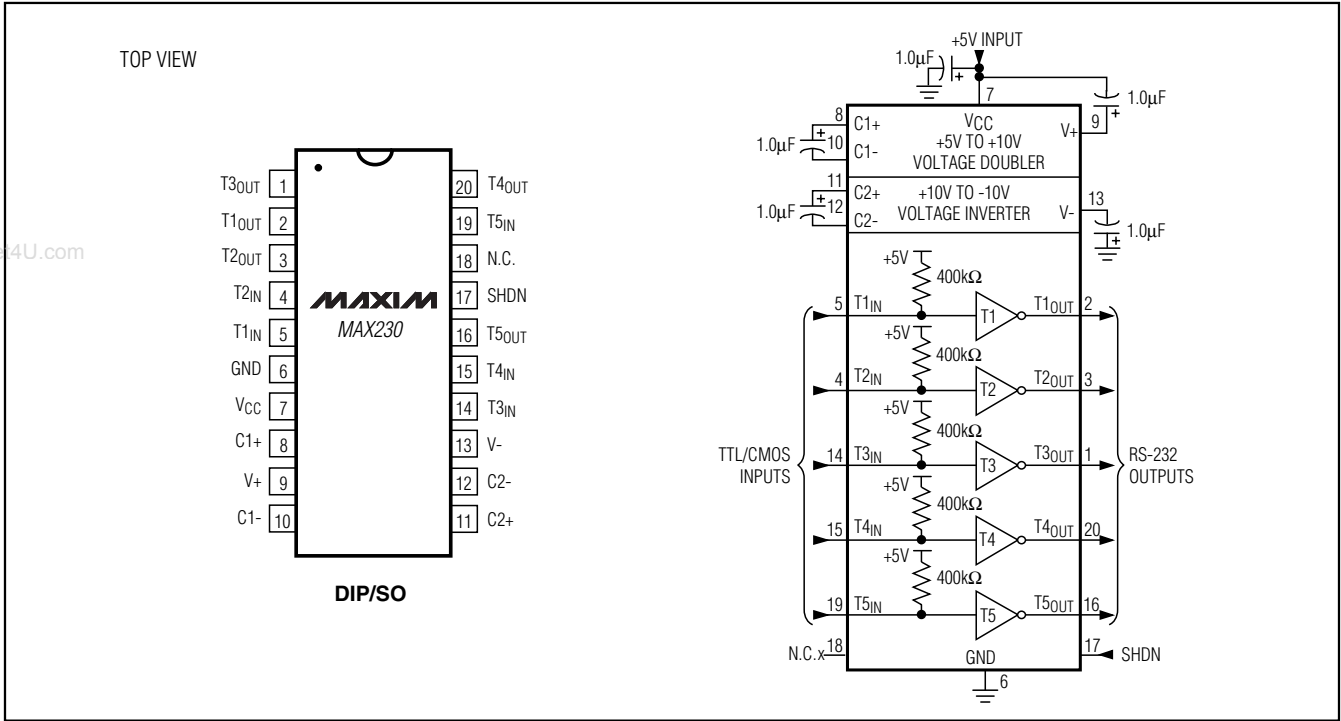 TOP VIEW
T3OUT 1
T1OUT 2
T2OUT 3
T2IN 4
T1IN 5
GND 6
VCC 7
C1+ 8
V+ 9
C1- 10
20 T4OUT
19 T5IN
18 N.C.
17 SHDN
16 T5OUT
15 T4IN
14 T3IN
13 V-
12 C2-
11 C2+
MAXIM
MAX230
DIP/SO
t4U.com
+5V INPUT
1.0µF
+
7
1.0µF
+
8 C1+
1.0µF
+
10 C1-
VCC
+5V TO +10V
VOLTAGE DOUBLER
V+ 9
11 C2+
1.0µF
+
12 C2-
+10V TO -10V
VOLTAGE INVERTER
V- 13
1.0µF
+
+5V
400kΩ
5 T1IN T1 T1OUT 2
+5V
400kΩ
4 T2IN T2 T2OUT 3
+5V
400kΩ
TTL/CMOS
INPUTS
14 T3IN T3 T3OUT 1
RS-232
OUTPUTS
+5V
400kΩ
15 T4IN T4 T4OUT 20
+5V
400kΩ
19 T5IN T5 T5OUT 16
N.C.x 18
GND
17 SHDN
6